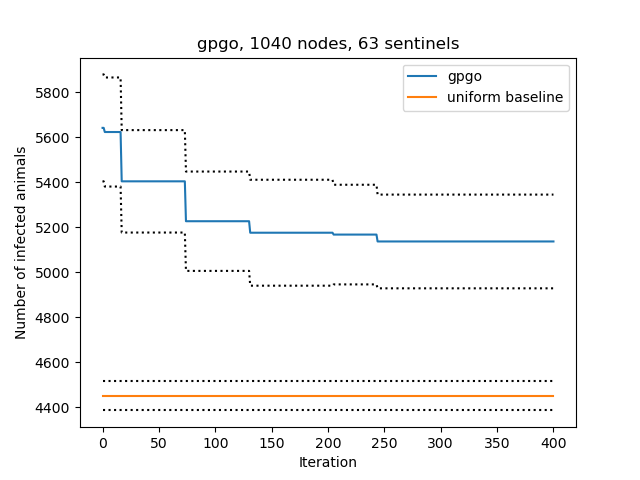 gpgo, 1040 nodes, 63 sentinels
gpgo
uniform baseline
Number of infected animals
5800
5600
5400
5200
5000
4800
4600
4400
0 50 100 150 200 250 300 350 400
Iteration